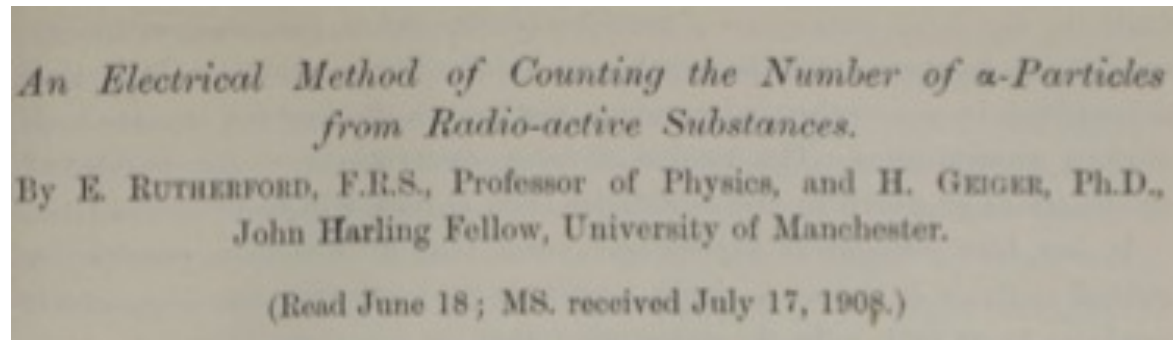 An Electrical Method of Counting the Number of α-Particles
from Radio-active Substances.
By E. RUTHERFORD, F.R.S., Professor of Physics, and H. GEIGER, Ph.D.,
John Harling Fellow, University of Manchester.
(Read June 18; MS. received July 17, 1908.)